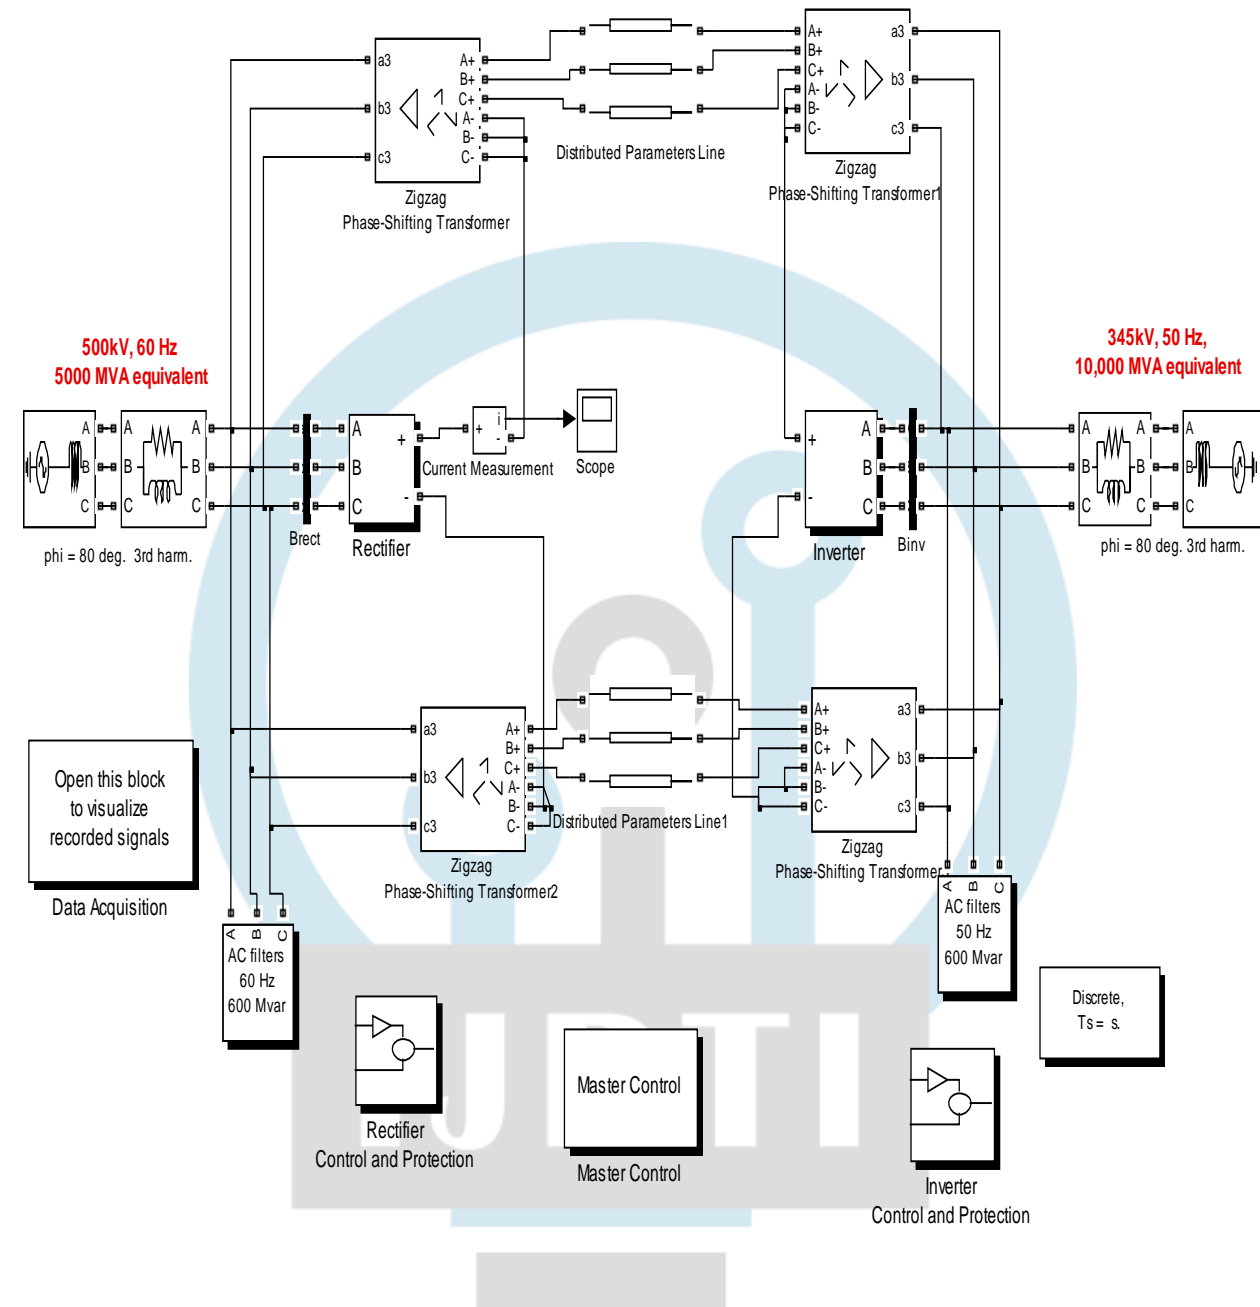 a3
b3
c3
A+
B+
C+
A-
B-
C-
Zigzag
Phase-Shifting Transformer
Distributed Parameters Line
A+
B+
C+
A-
B-
C-
a3
b3
c3
Zigzag
Phase-Shifting Transformer1
500kV, 60 Hz
5000 MVA equivalent
345kV, 50 Hz,
10,000 MVA equivalent
A
B
C
A
B
C
A
B
C
phi = 80 deg. 3rd harm.
Brect
A
B
C
+
-
Rectifier
+
i
-
Current Measurement
Scope
+
-
A
B
C
Inverter
Binv
A
B
C
A
B
C
A
B
C
phi = 80 deg. 3rd harm.
a3
b3
c3
A+
B+
C+
A-
B-
C-
Zigzag
Phase-Shifting Transformer2
Distributed Parameters Line1
A+
B+
C+
A-
B-
C-
a3
b3
c3
Zigzag
Phase-Shifting Transformer
Open this block
to visualize
recorded signals
Data Acquisition
A
B
C
AC filters
60 Hz
600 Mvar
A
B
C
AC filters
50 Hz
600 Mvar
Discrete,
Ts = s.
Rectifier
Control and Protection
Master Control
Master Control
Inverter
Control and Protection